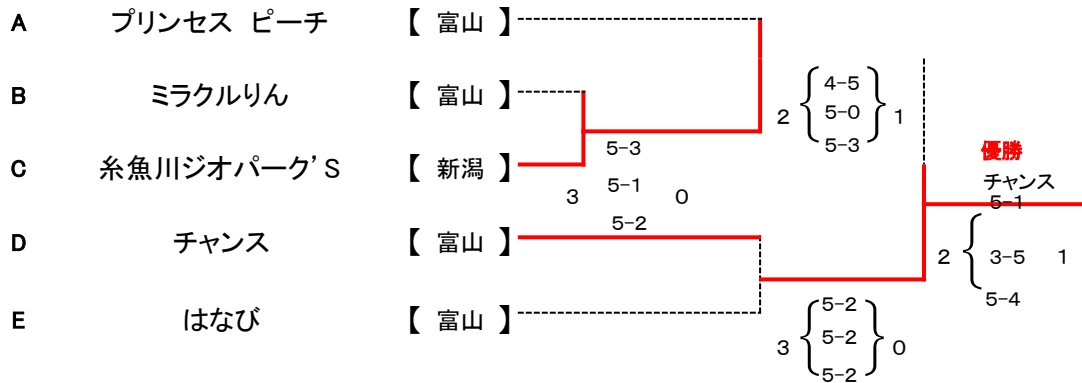 A プリンセス ピーチ 【 富山 】
B ミラクルりん 【 富山 】
C 糸魚川ジオパーク'S 【 新潟 】
D チャンス 【 富山 】
E はなび 【 富山 】
5-3
3 5-1 0
5-2
4-5
2 5-0 1
5-3
5-2
3 5-2 0
5-2
優勝
チャンス
5-1
2 3-5 1
5-4